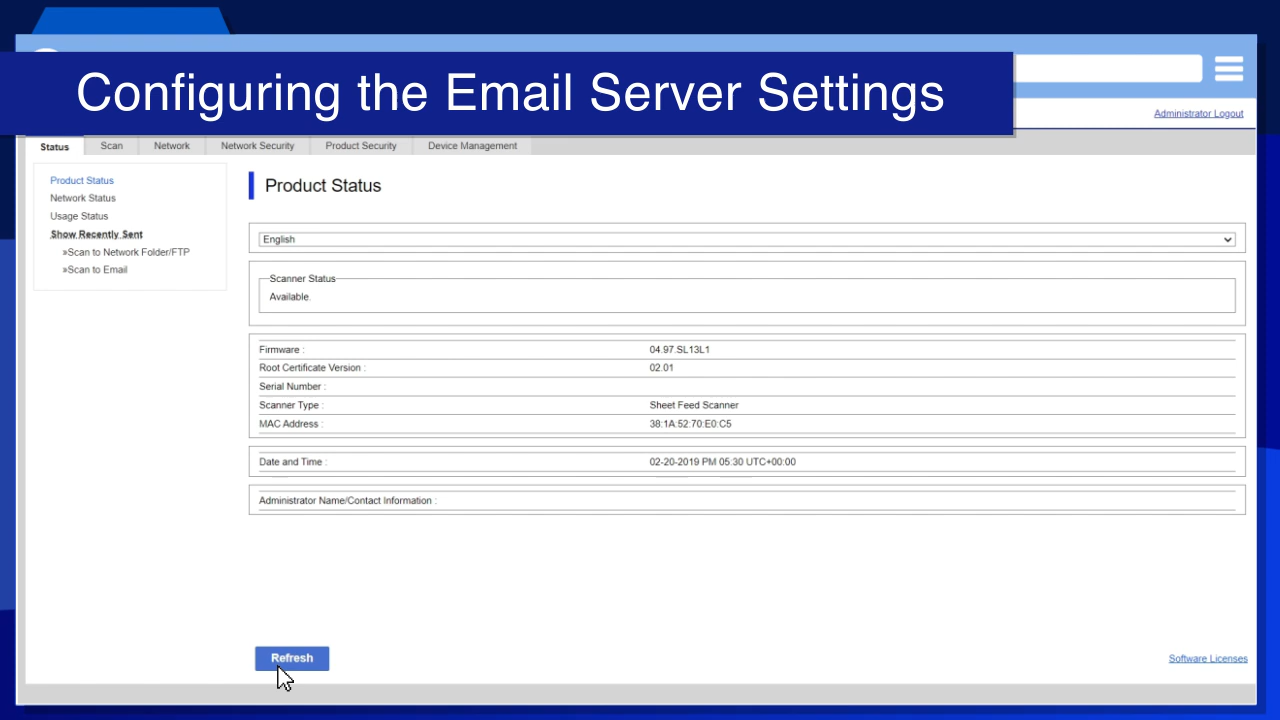 Configuring the Email Server Settings
Administrator Logout
Status Scan Network Network Security Product Security Device Management
Product Status
Network Status
Usage Status
Show Recently Sent
»Scan to Network Folder/FTP
»Scan to Email
Product Status
English
Scanner Status
Available.
Firmware : 04.97.SL13L1
Root Certificate Version : 02.01
Serial Number :
Scanner Type : Sheet Feed Scanner
MAC Address : 38:1A:52:70:E0:C5
Date and Time : 02-20-2019 PM 05:30 UTC+00:00
Administrator Name/Contact Information :
Refresh
Software Licenses